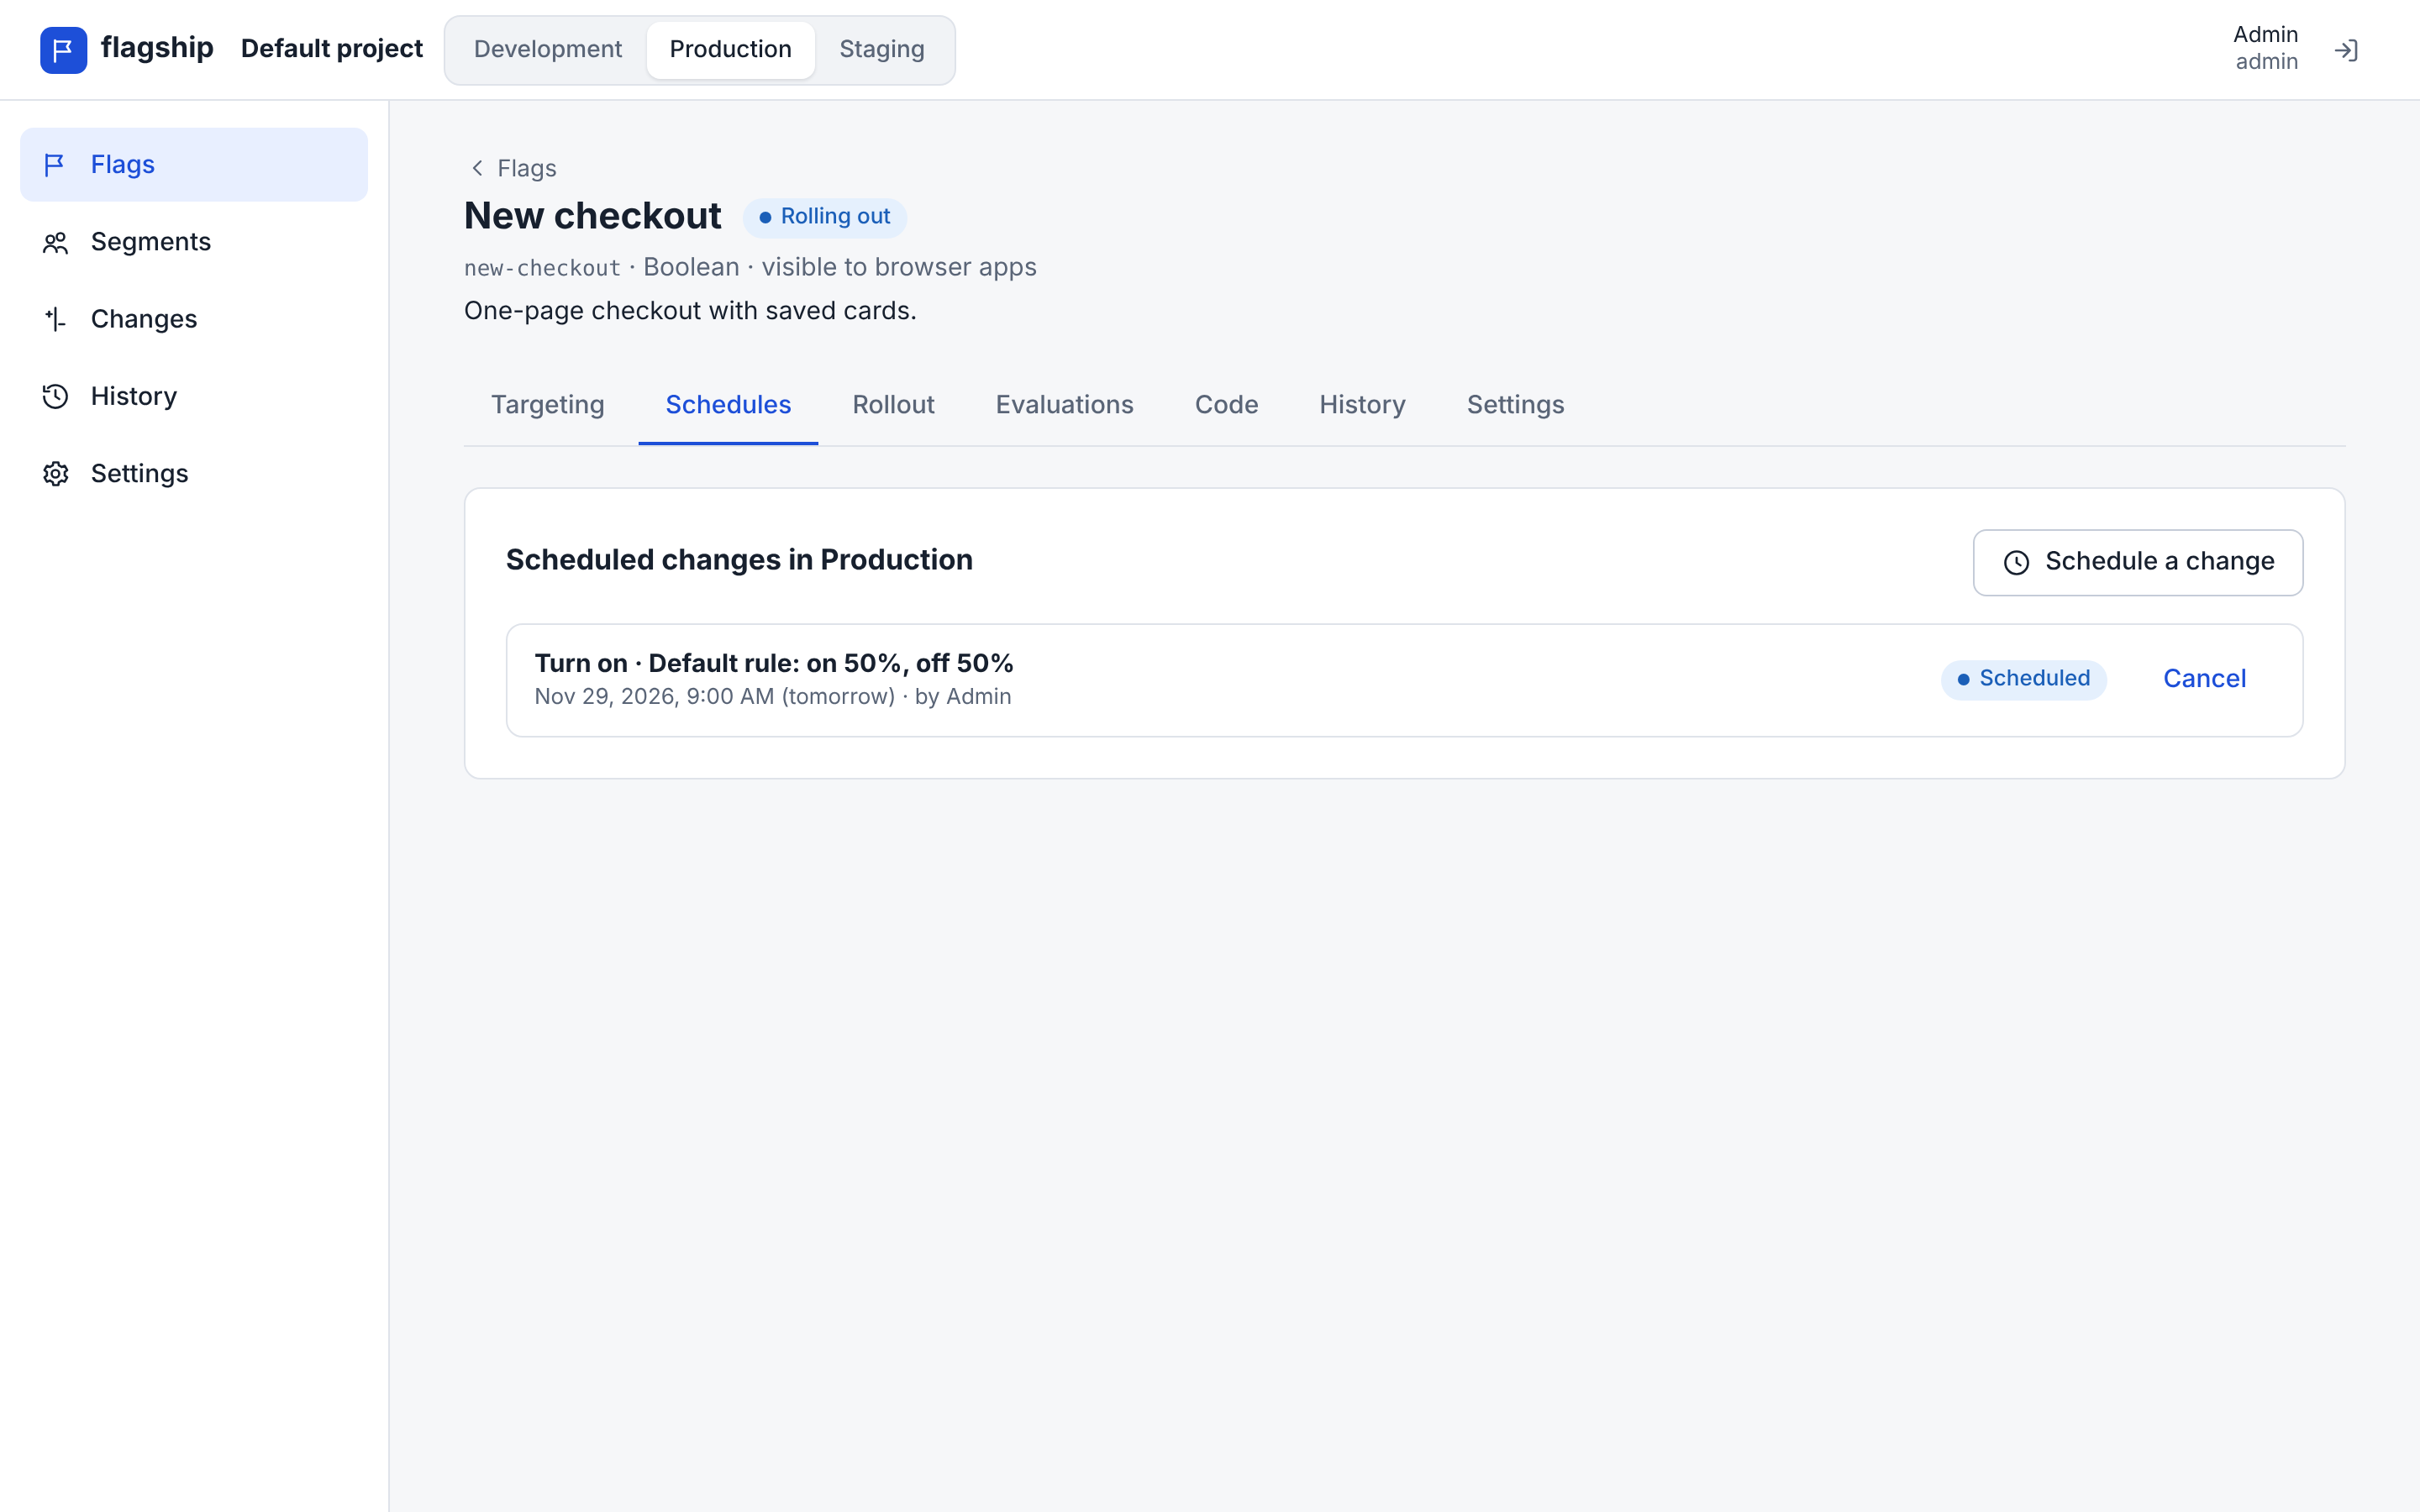 flagship Default project Development Production Staging Admin
admin
Flags
Segments
Changes
History
Settings
Flags
New checkout Rolling out
new-checkout · Boolean · visible to browser apps
One-page checkout with saved cards.
Targeting Schedules Rollout Evaluations Code History Settings
Scheduled changes in Production Schedule a change
Turn on · Default rule: on 50%, off 50%
Nov 29, 2026, 9:00 AM (tomorrow) · by Admin
Scheduled Cancel